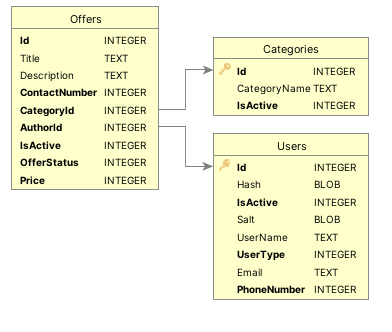 Offers
Id INTEGER
Title TEXT
Description TEXT
ContactNumber INTEGER
CategoryId INTEGER
AuthorId INTEGER
IsActive INTEGER
OfferStatus INTEGER
Price INTEGER
Categories
Id INTEGER
CategoryName TEXT
IsActive INTEGER
Users
Id INTEGER
Hash BLOB
IsActive INTEGER
Salt BLOB
UserName TEXT
UserType INTEGER
Email TEXT
PhoneNumber INTEGER